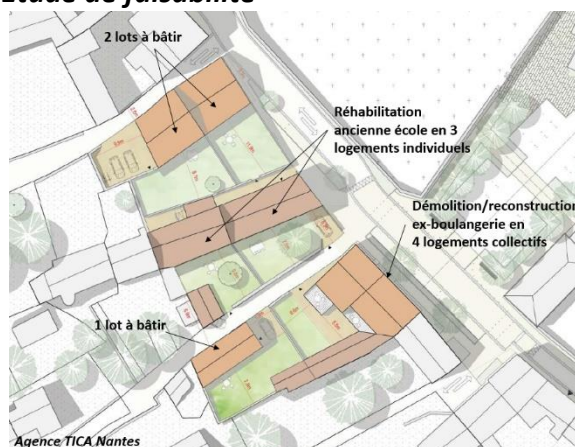 Etude de faisabilité
2 lots à bâtir
Réhabilitation
ancienne école en 3
logements individuels
Démolition/reconstruction
ex-boulangerie en
4 logements collectifs
1 lot à bâtir
Agence TICA Nantes